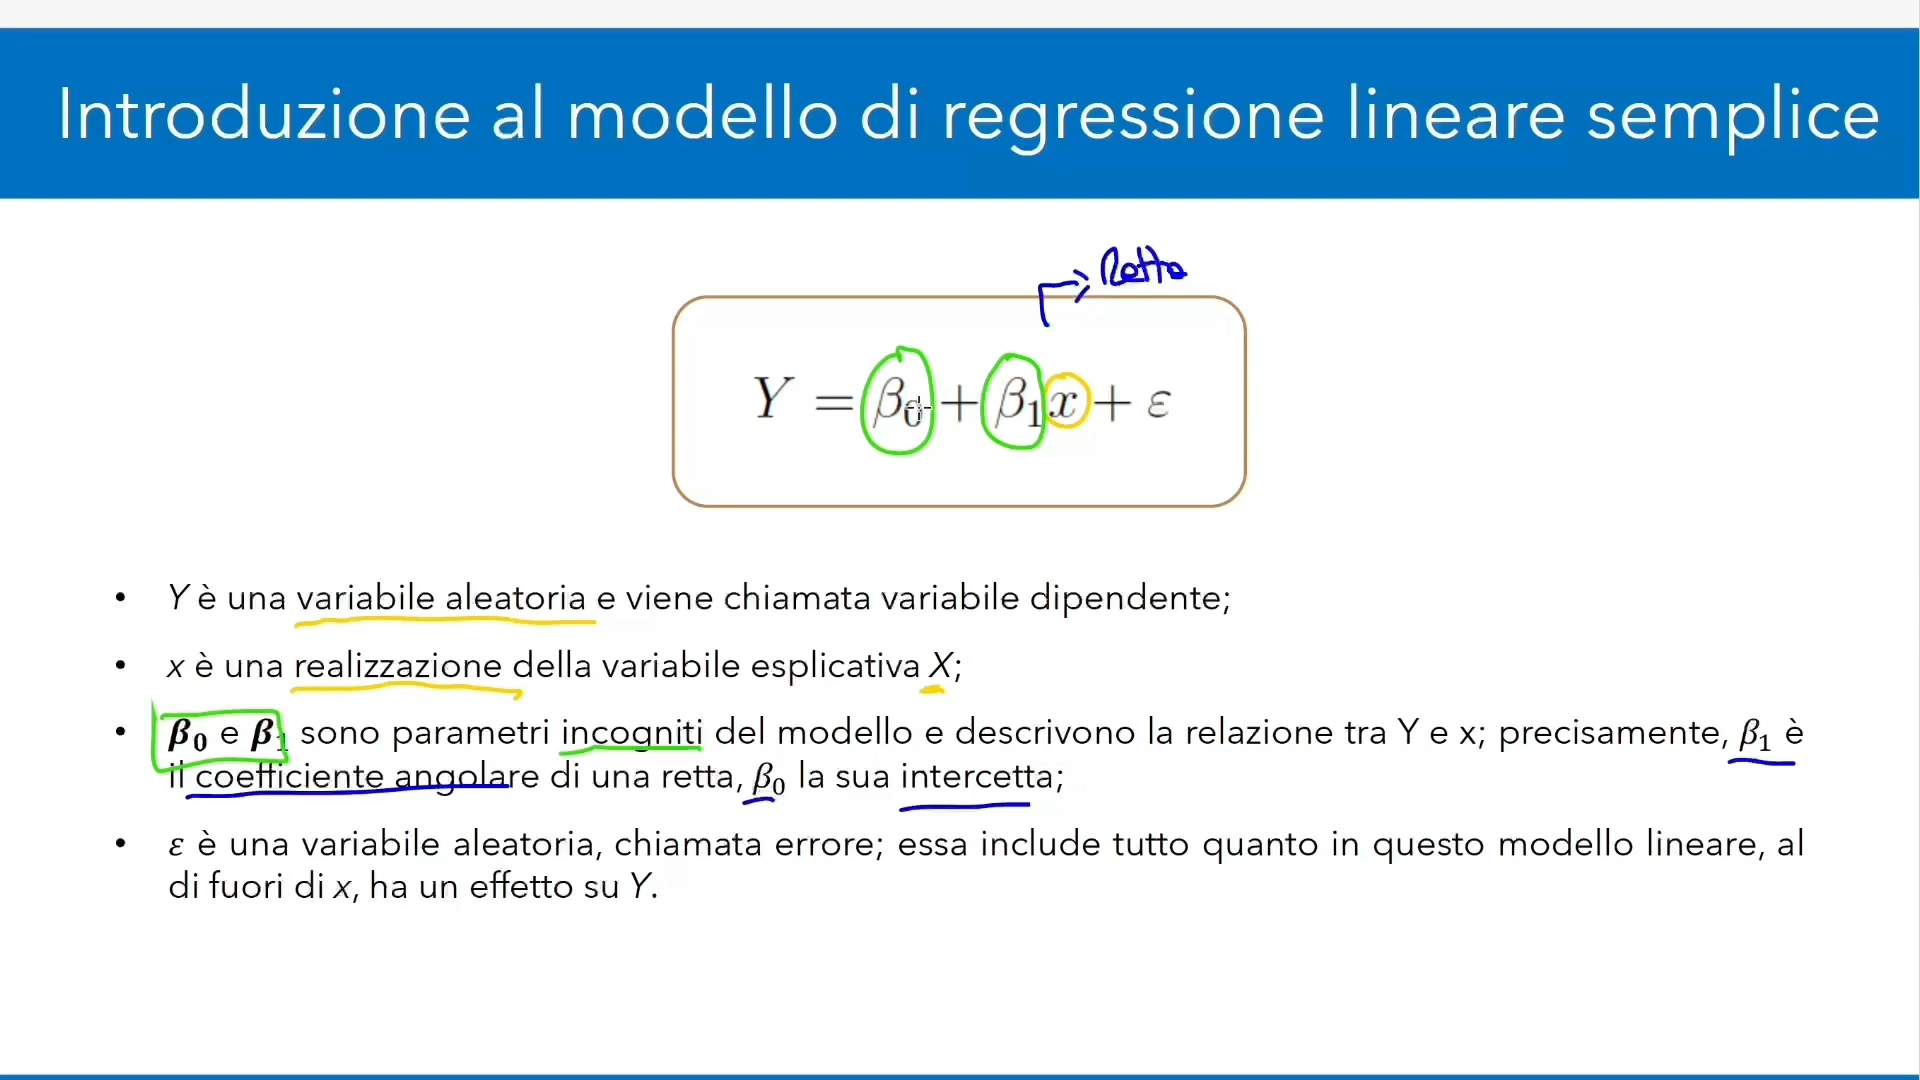 Introduzione al modello di regressione lineare semplice
Retta
Y = β₀ + β₁x + ε
• Y è una variabile aleatoria e viene chiamata variabile dipendente;
• x è una realizzazione della variabile esplicativa X;
• β₀ e β₁ sono parametri incogniti del modello e descrivono la relazione tra Y e x; precisamente, β₁ è
il coefficiente angolare di una retta, β₀ la sua intercetta;
• ε è una variabile aleatoria, chiamata errore; essa include tutto quanto in questo modello lineare, al
di fuori di x, ha un effetto su Y.